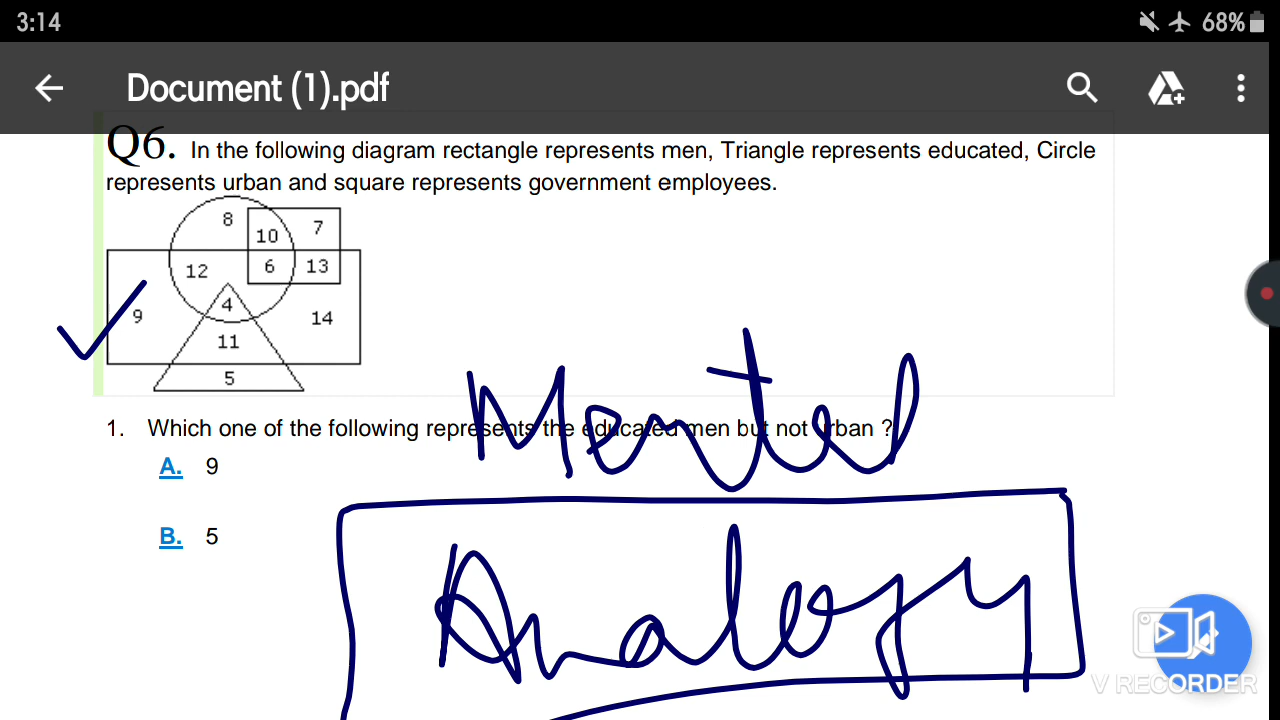 3:14
68%
Document (1).pdf
Q6. In the following diagram rectangle represents men, Triangle represents educated, Circle
represents urban and square represents government employees.
8
7
10
12
6
13
4
9
14
11
5
1. Which one of the following represents the educated men but not urban ?
A. 9
B. 5
Mental
Analogy
V RECORDER